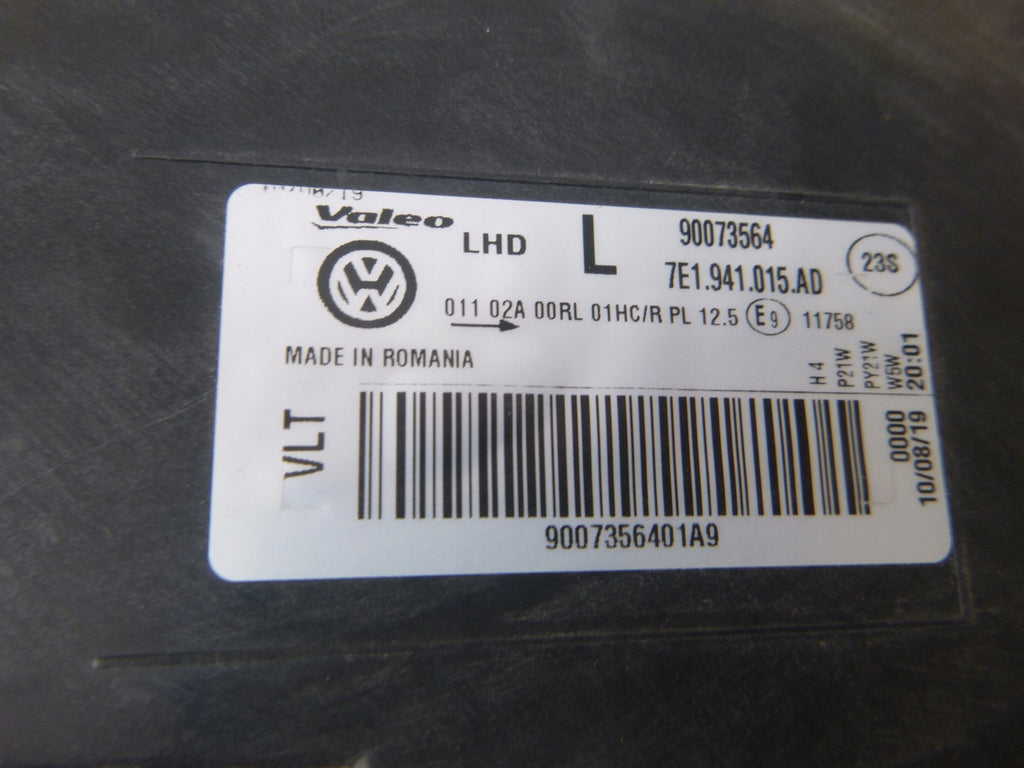 Valeo
LHD
L
90073564
7E1.941.015.AD
23S
VW
011 02A 00RL 01HC/R PL 12.5 E9 11758
MADE IN ROMANIA
H4
P21W
PY21W
W5W
20:01
VLT
0000
10/08/19
9007356401A9